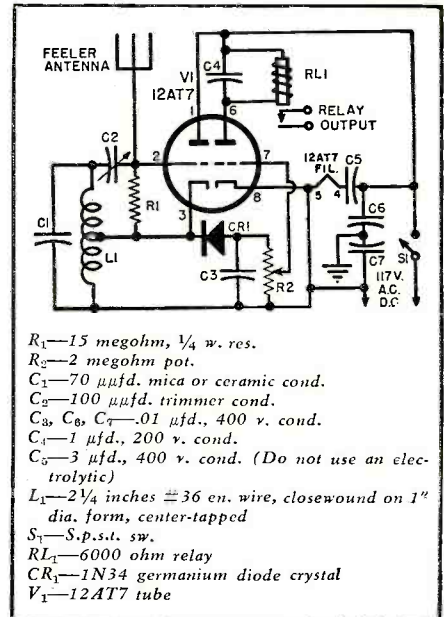 FEELER
ANTENNA
V1
12AT7
C4
RL1
1
6
RELAY
OUTPUT
C2
2
7
12AT7
FIL.
C5
C1
R1
3
8
5
4
C6
CR1
L1
C3
R2
C7
S1
117V.
A.C.
D.C.
R₁—15 megohm, ¼ w. res.
R₂—2 megohm pot.
C₁—70 μμfd. mica or ceramic cond.
C₂—100 μμfd. trimmer cond.
C₃, C₆, C₇—.01 μfd., 400 v. cond.
C₄—1 μfd., 200 v. cond.
C₅—3 μfd., 400 v. cond. (Do not use an elec-
trolytic)
L₁—2¼ inches #36 en. wire, closewound on 1"
dia. form, center-tapped
S₁—S.p.s.t. sw.
RL₁—6000 ohm relay
CR₁—1N34 germanium diode crystal
V₁—12AT7 tube